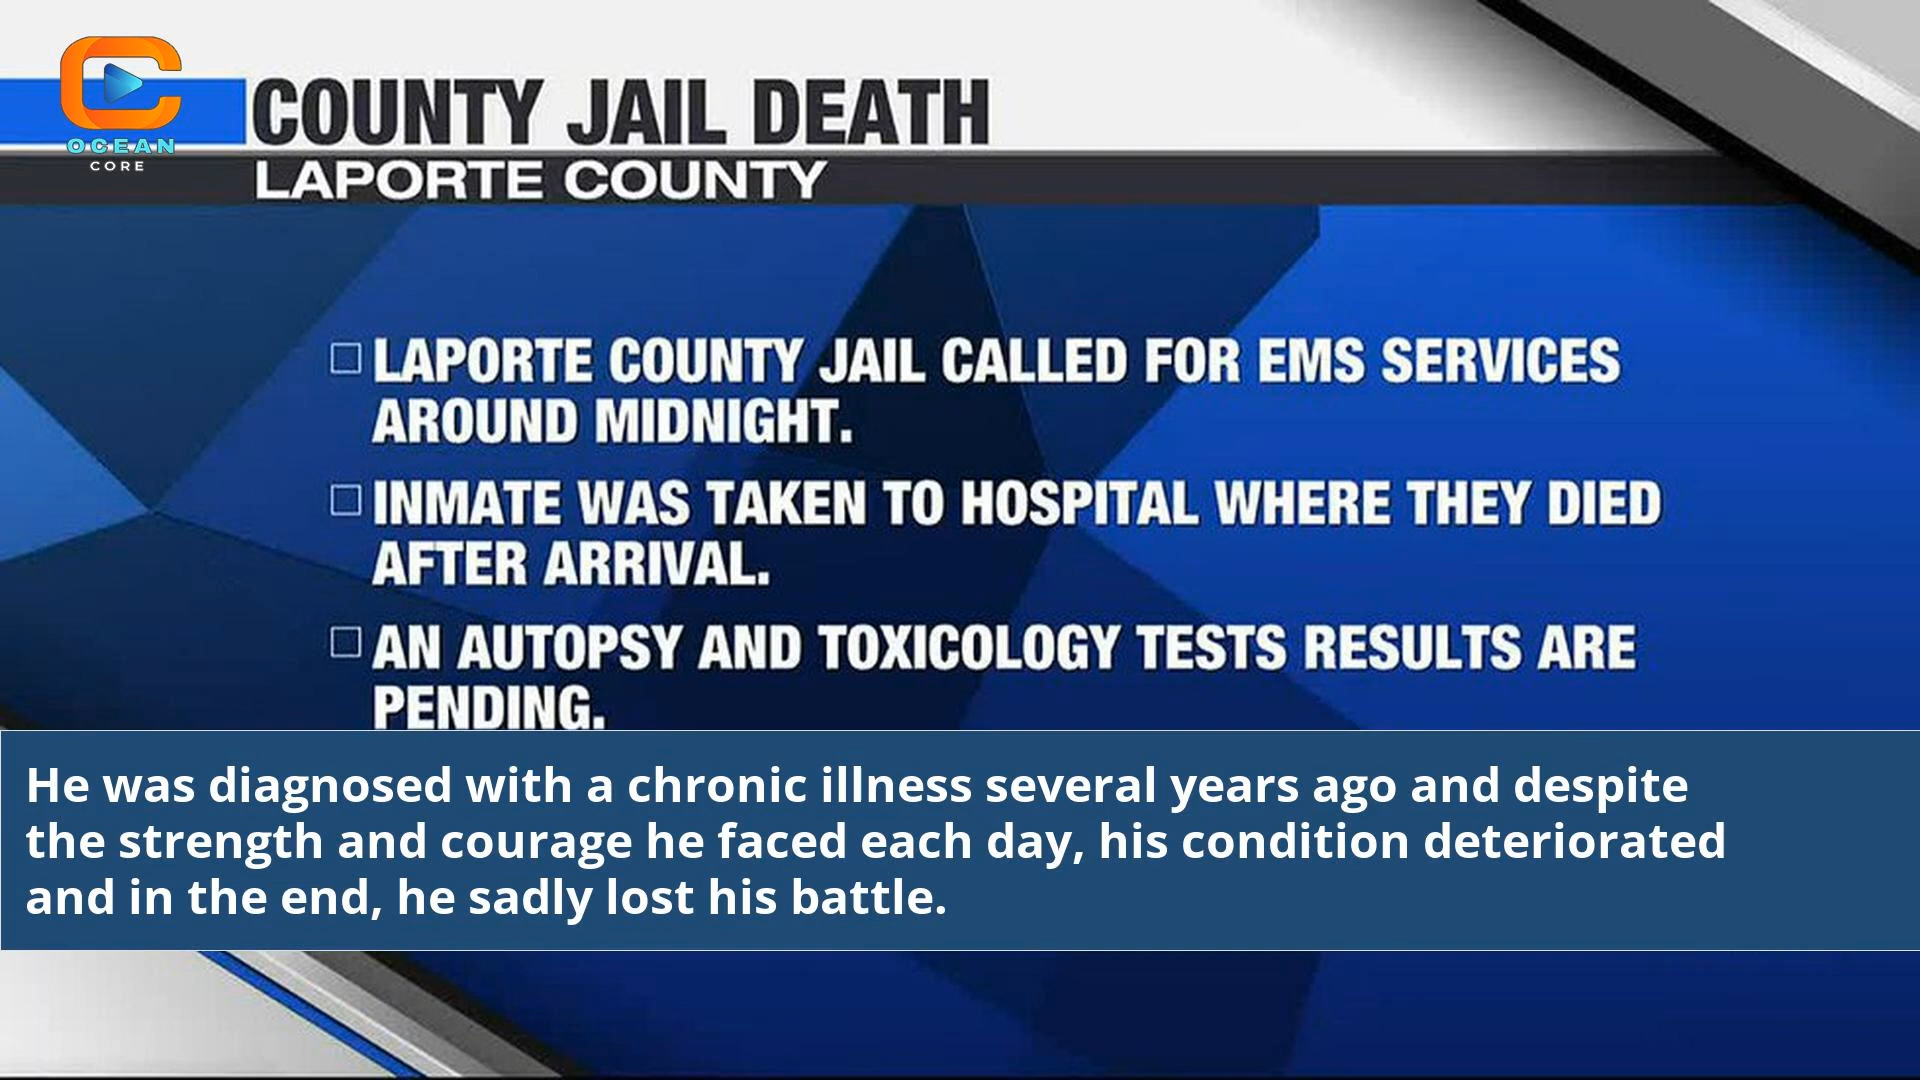 OCEAN
CORE
COUNTY JAIL DEATH
LAPORTE COUNTY
LAPORTE COUNTY JAIL CALLED FOR EMS SERVICES
AROUND MIDNIGHT.
INMATE WAS TAKEN TO HOSPITAL WHERE THEY DIED
AFTER ARRIVAL.
AN AUTOPSY AND TOXICOLOGY TESTS RESULTS ARE
PENDING.
He was diagnosed with a chronic illness several years ago and despite
the strength and courage he faced each day, his condition deteriorated
and in the end, he sadly lost his battle.